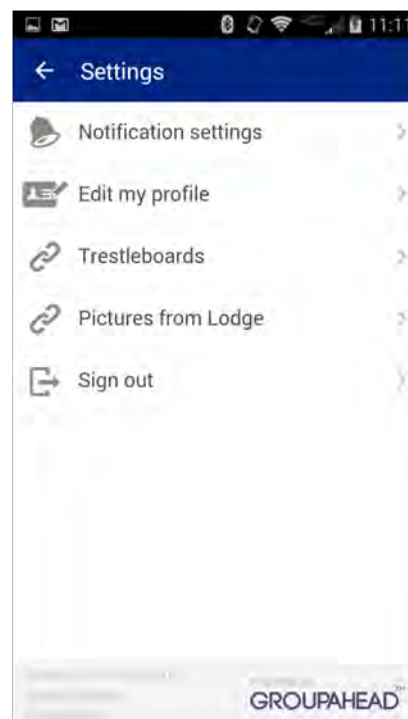 11:11
Settings
Notification settings
Edit my profile
Trestleboards
Pictures from Lodge
Sign out
GROUPAHEAD